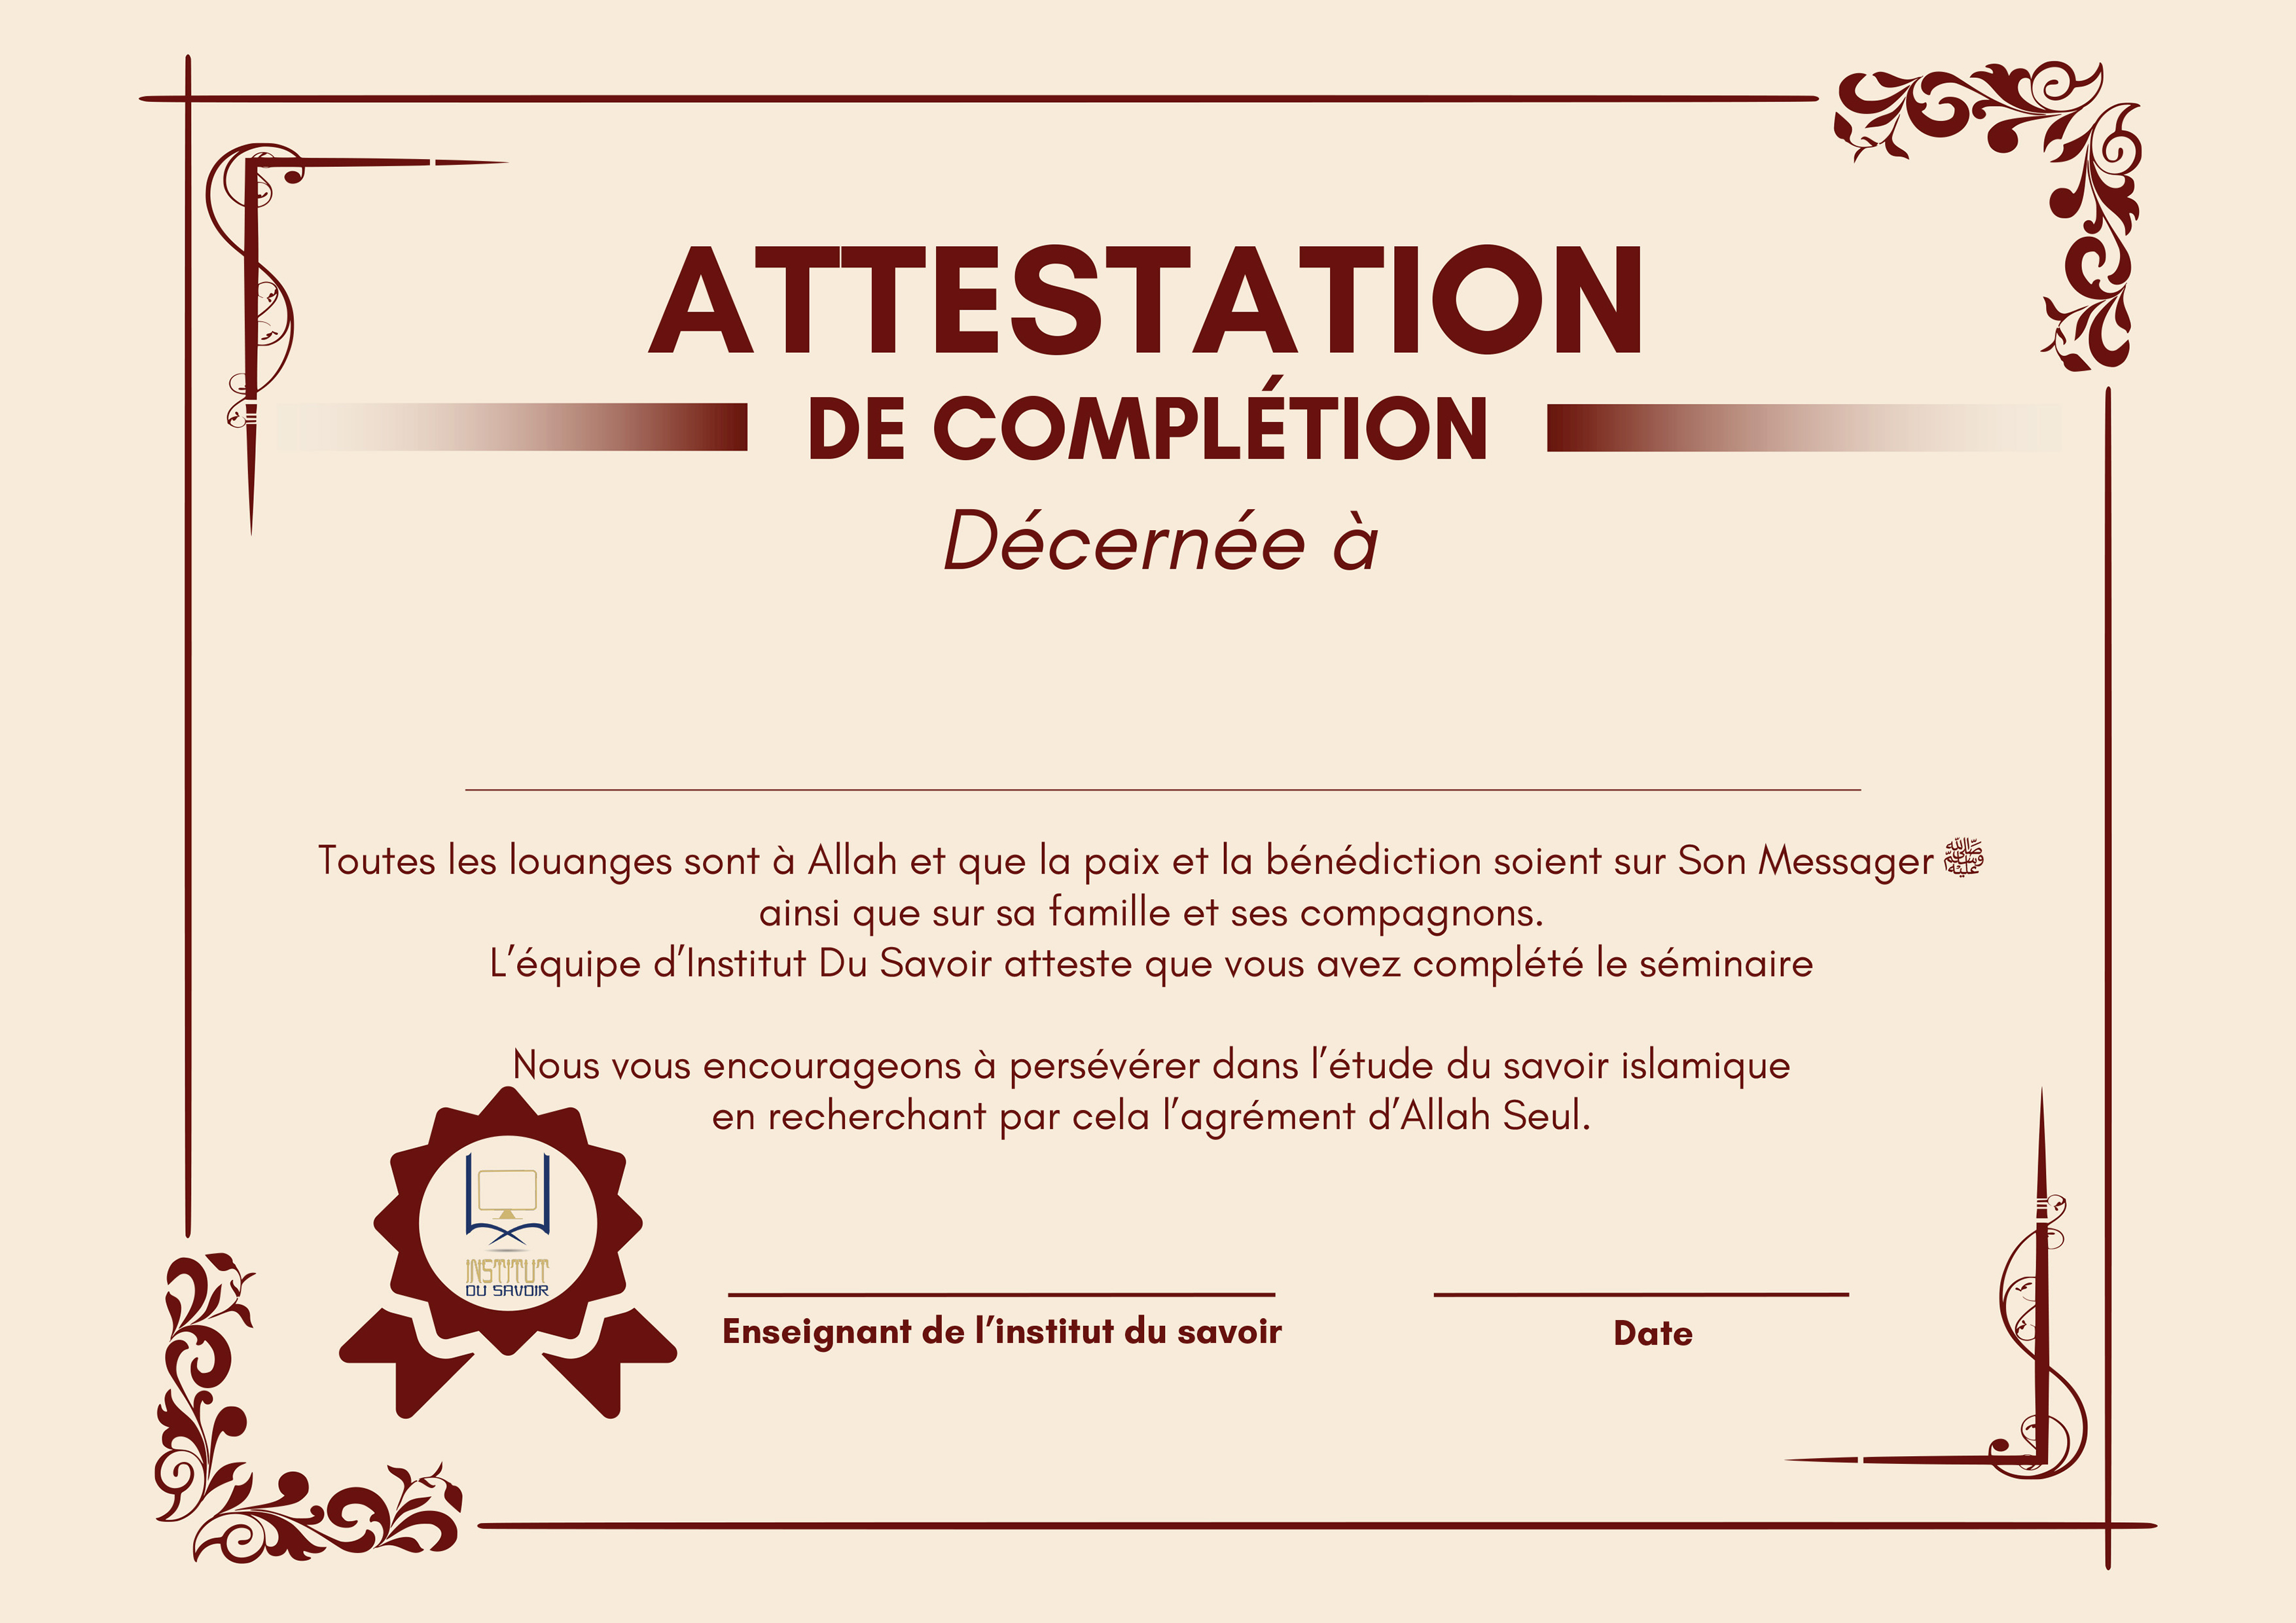 ATTESTATION
DE COMPLÉTION
Décernée à
Toutes les louanges sont à Allah et que la paix et la bénédiction soient sur Son Messager ﷺ
ainsi que sur sa famille et ses compagnons.
L’équipe d’Institut Du Savoir atteste que vous avez complété le séminaire
Nous vous encourageons à persévérer dans l’étude du savoir islamique
en recherchant par cela l’agrément d’Allah Seul.
INSTITUT
DU SAVOIR
Enseignant de l’institut du savoir
Date